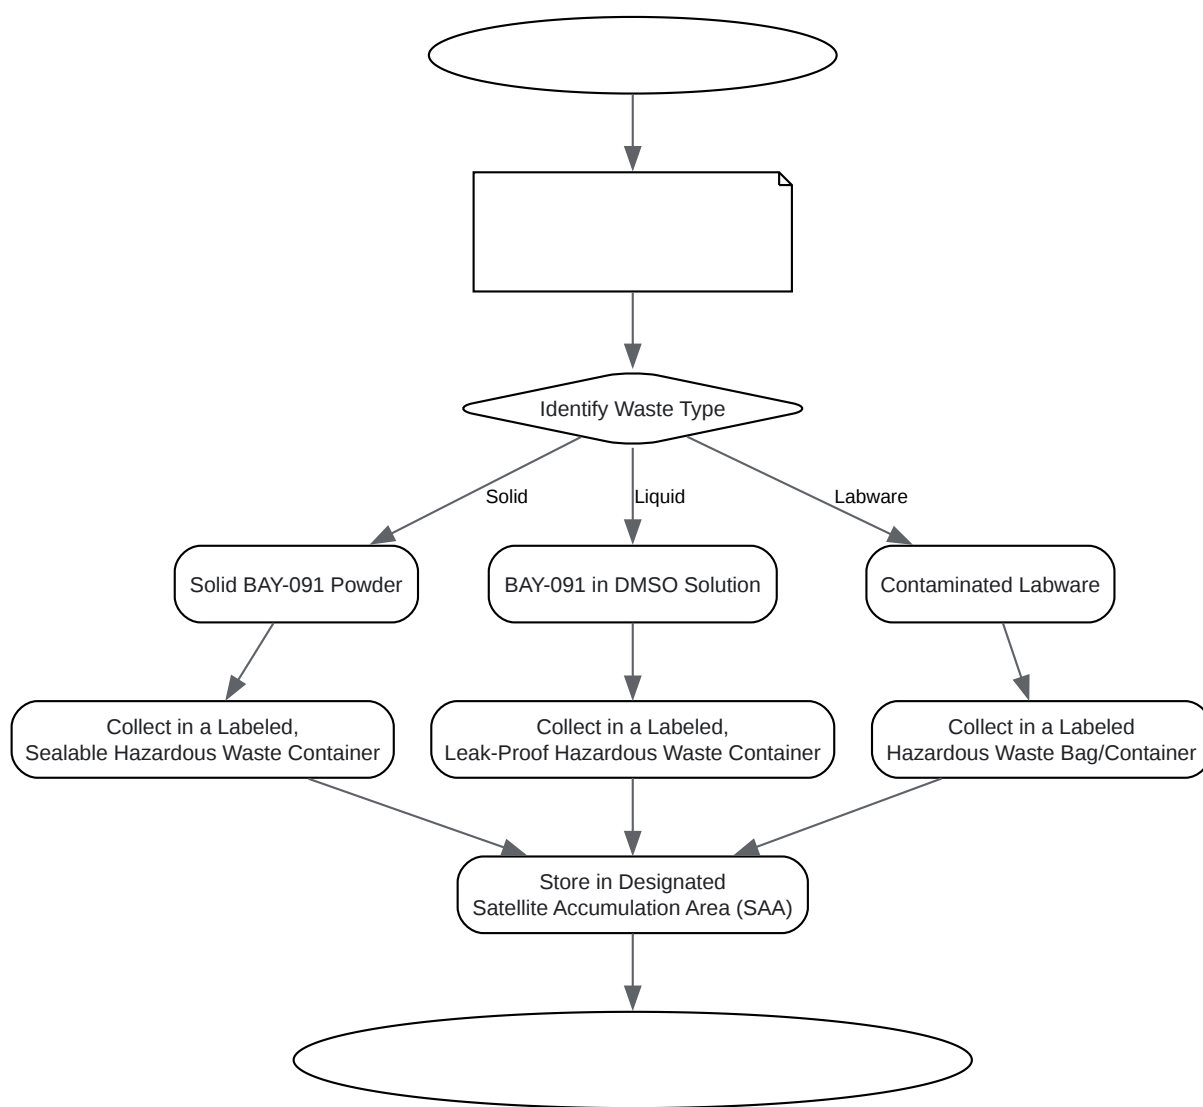 Identify Waste Type
Solid
Liquid
Labware
Solid BAY-091 Powder
BAY-091 in DMSO Solution
Contaminated Labware
Collect in a Labeled,
Sealable Hazardous Waste Container
Collect in a Labeled,
Leak-Proof Hazardous Waste Container
Collect in a Labeled
Hazardous Waste Bag/Container
Store in Designated
Satellite Accumulation Area (SAA)